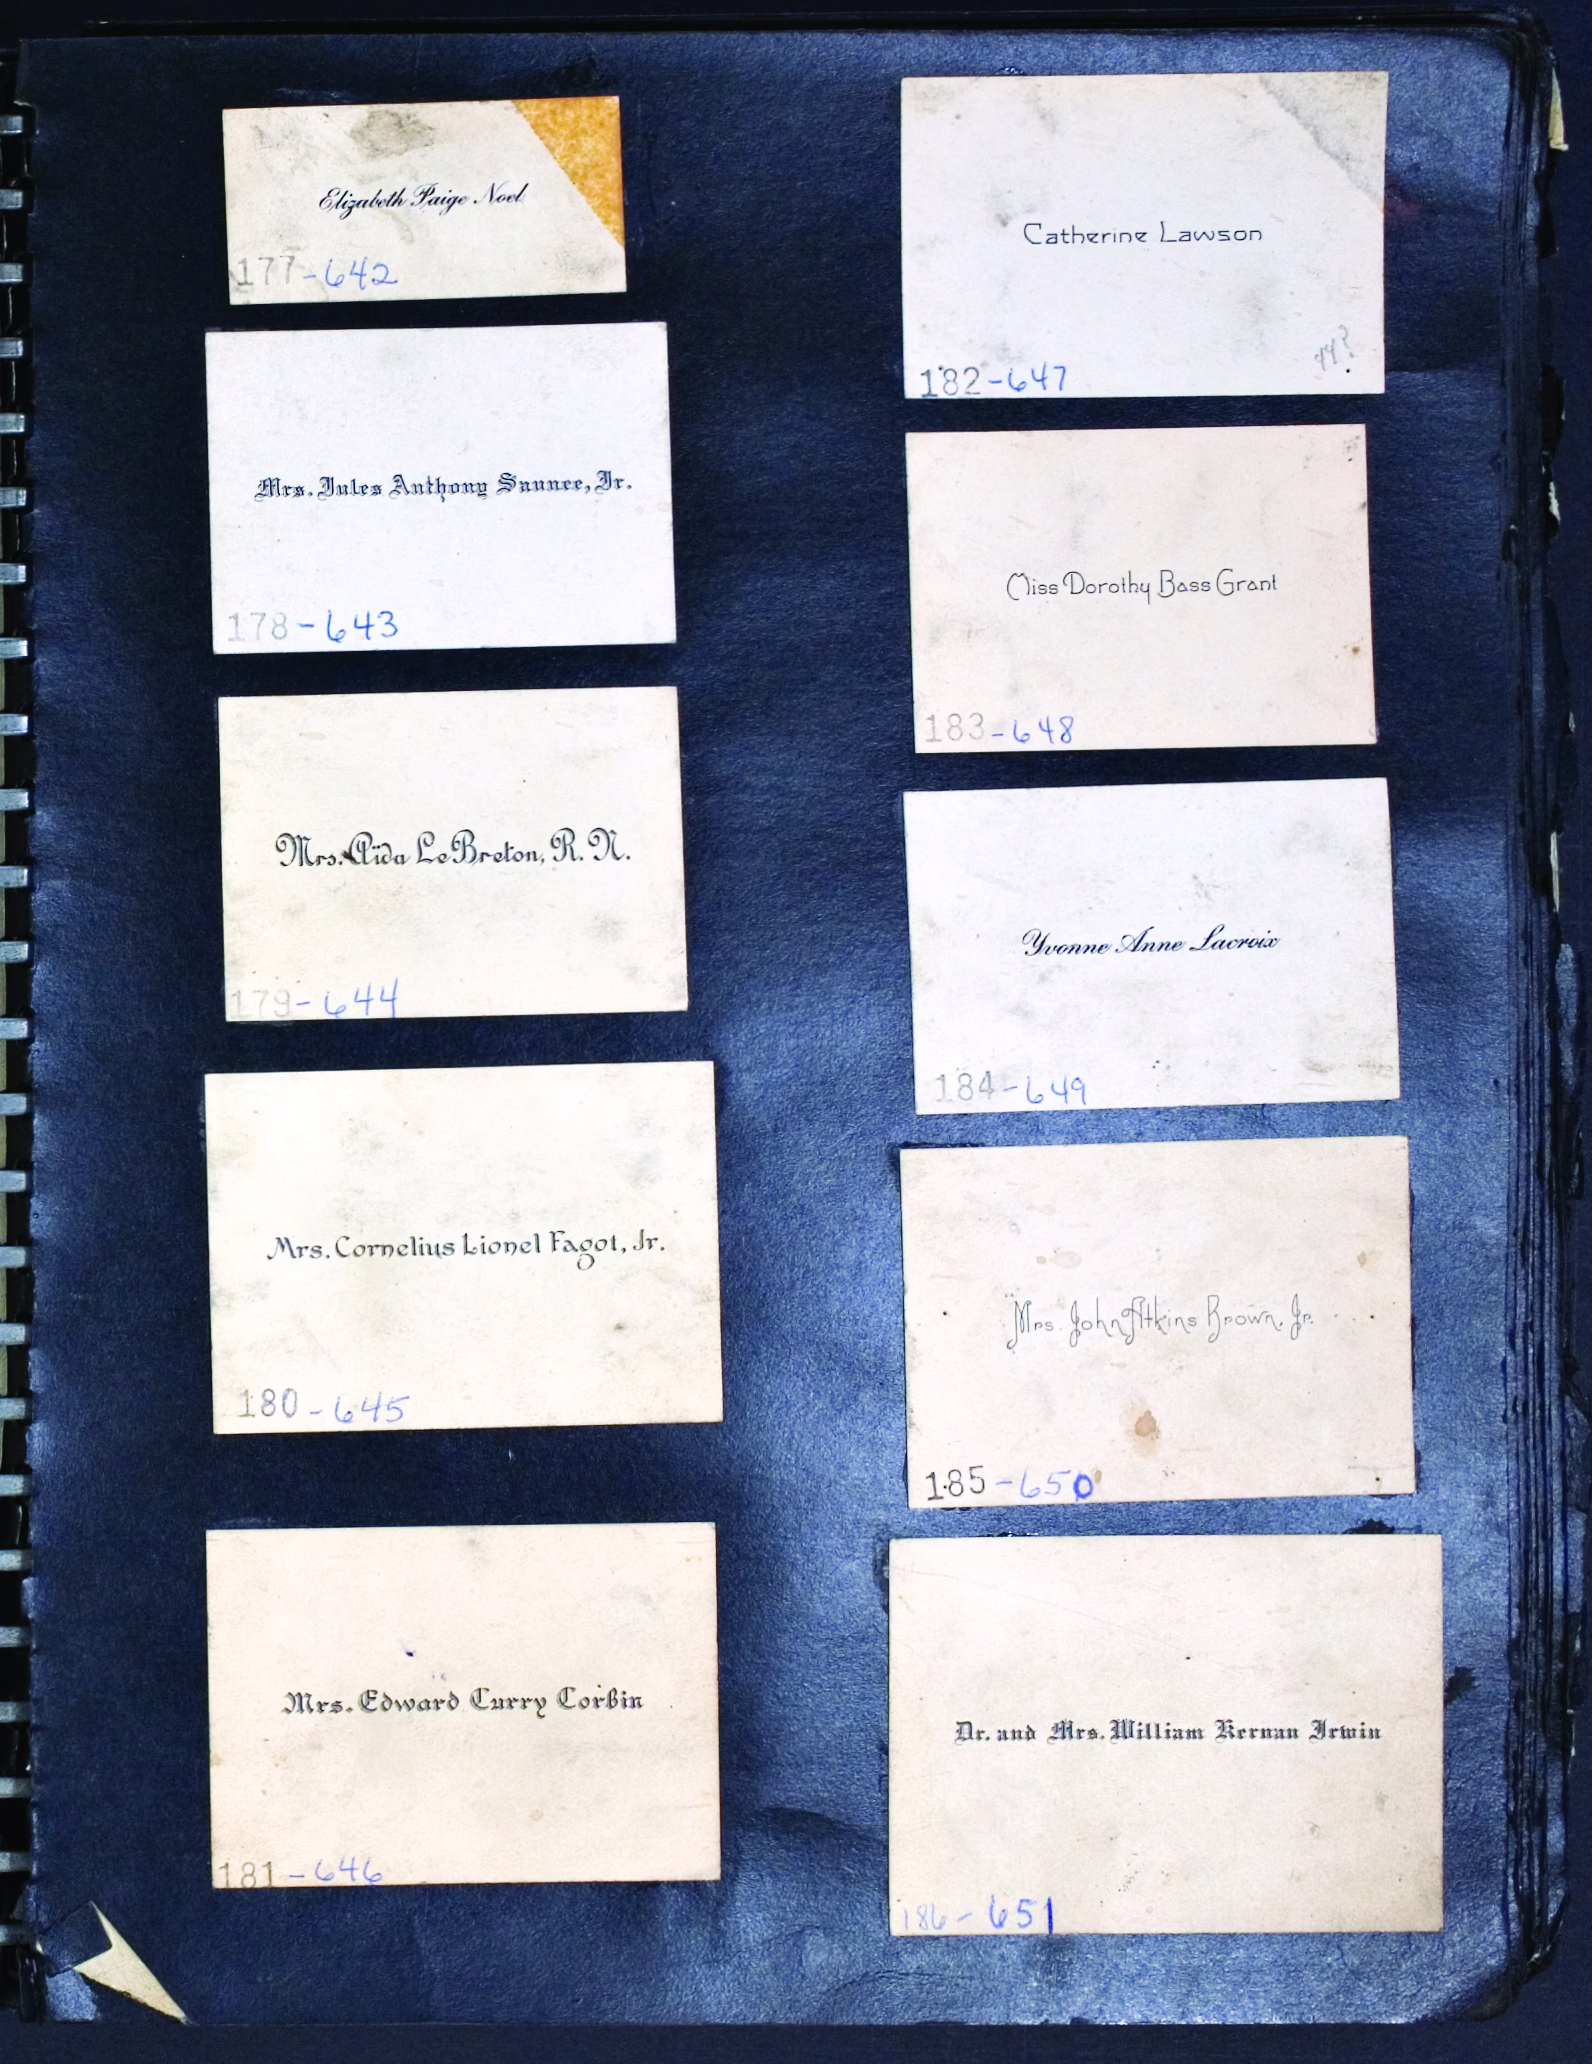 Elizabeth Paige Noel
177-642
Mrs. Jules Anthony Saunee, Jr.
178-643
Mrs. Aïda LeBreton, R. N.
179-644
Mrs. Cornelius Lionel Fagot, Jr.
180-645
Mrs. Edward Curry Corbin
181-646
Catherine Lawson
44?
182-647
Miss Dorothy Bass Grant
183-648
Yvonne Anne Lacroix
184-649
Mrs. John Atkins Brown, Jr.
185-650
Dr. and Mrs. William Kernan Irwin
186-651